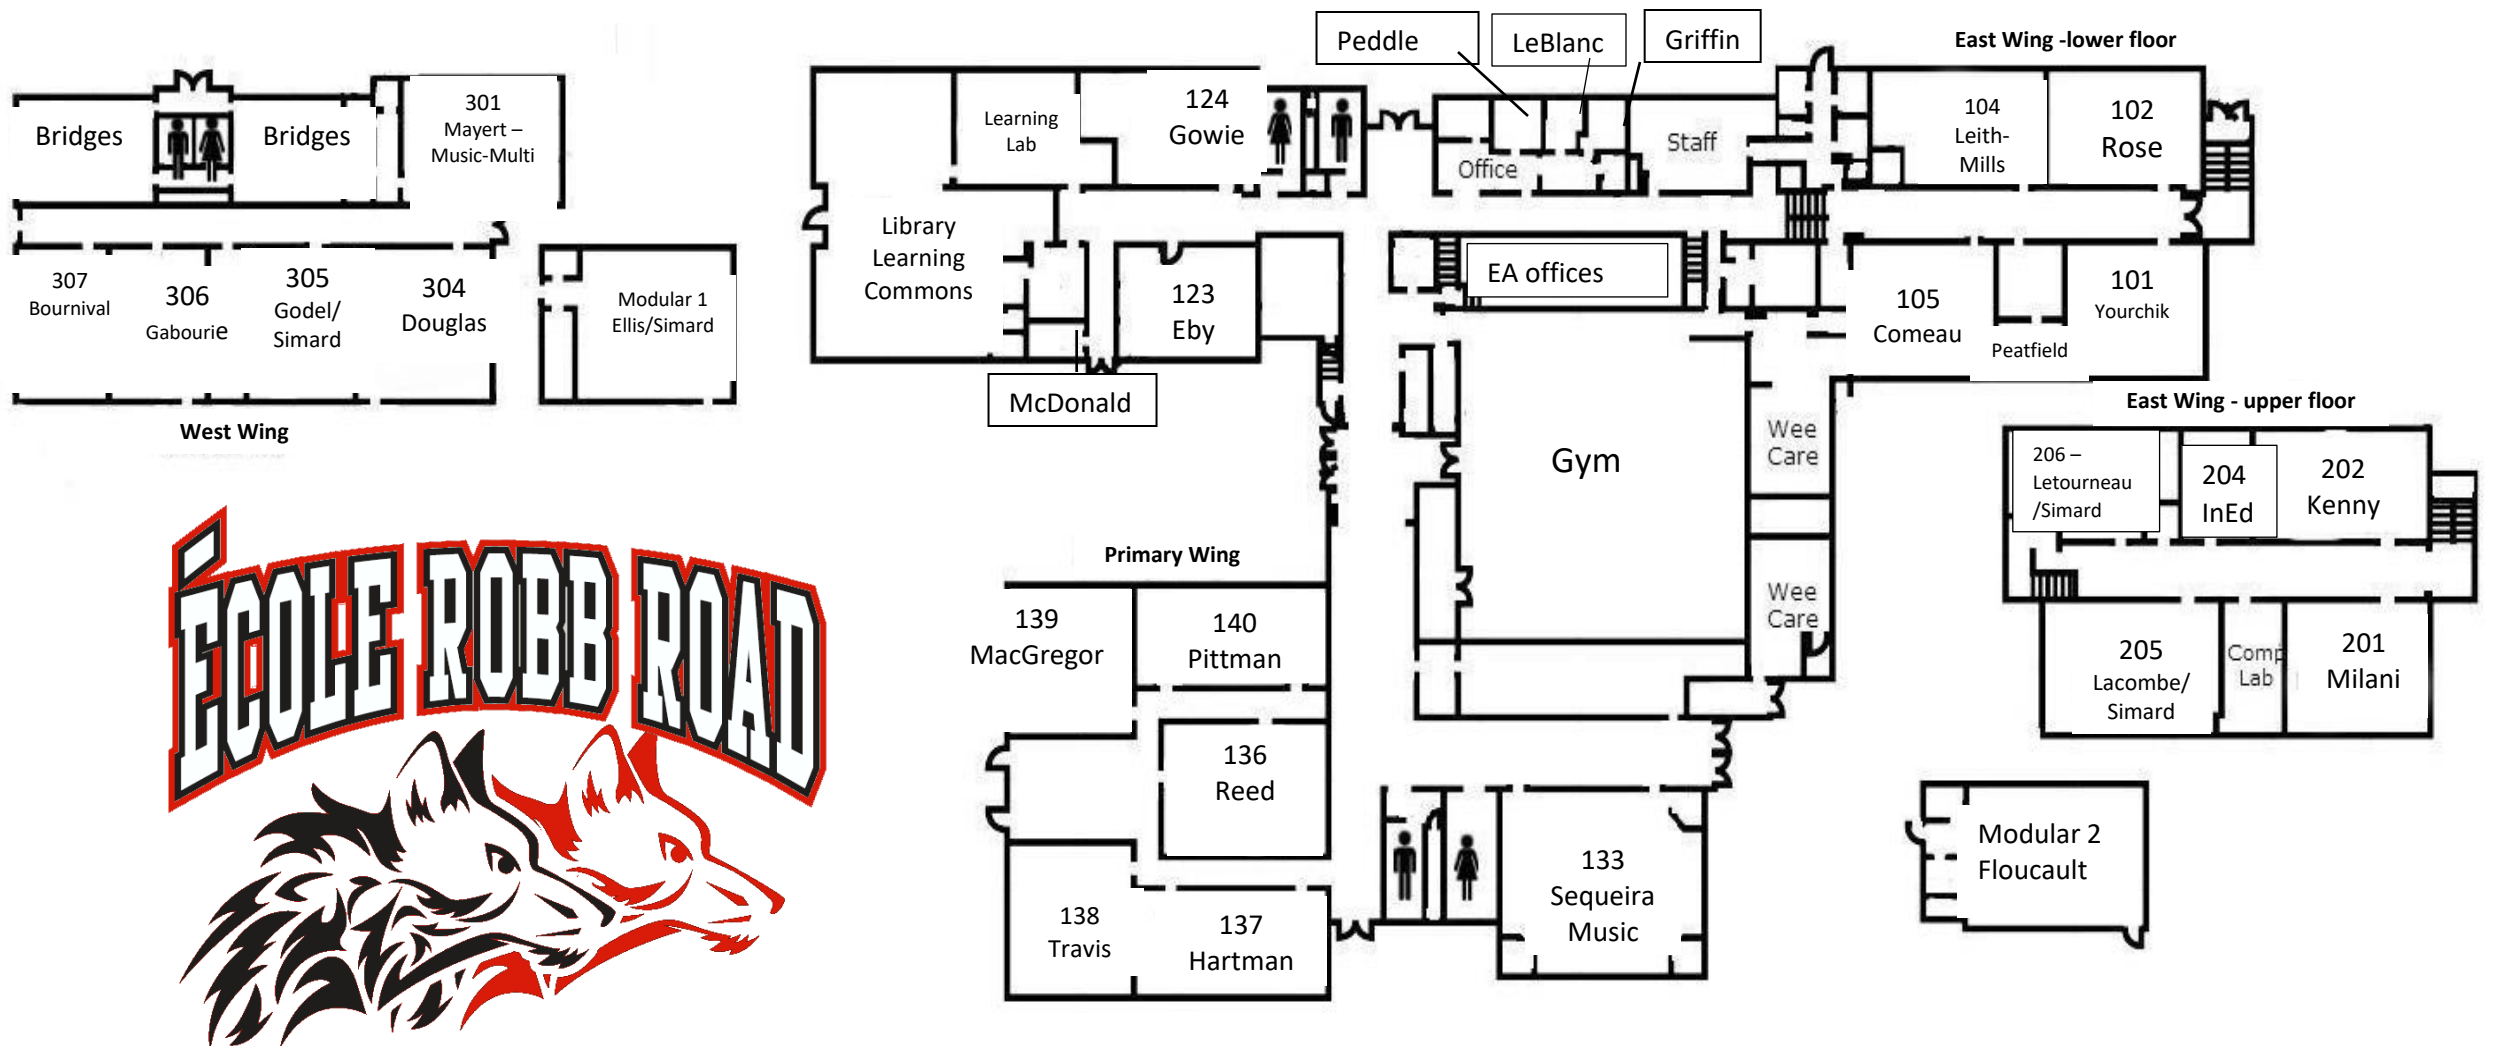 Bridges
Bridges
301
Mayert –
Music-Multi
307
Bournival
306
Gabourie
305
Godel/
Simard
304
Douglas
Modular 1
Ellis/Simard
West Wing
ÉCOLE ROBB ROAD
Learning
Lab
124
Gowie
Library
Learning
Commons
123
Eby
McDonald
Peddle
LeBlanc
Griffin
Office
Staff
EA offices
Gym
Wee
Care
Wee
Care
East Wing -lower floor
104
Leith-
Mills
102
Rose
105
Comeau
Peatfield
101
Yourchik
East Wing - upper floor
206 –
Letourneau
/Simard
204
InEd
202
Kenny
205
Lacombe/
Simard
Comp
Lab
201
Milani
Primary Wing
139
MacGregor
140
Pittman
136
Reed
138
Travis
137
Hartman
133
Sequeira
Music
Modular 2
Floucault